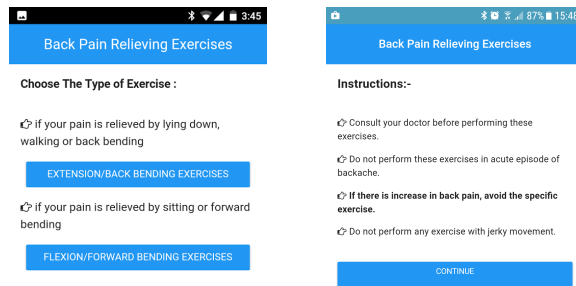 3:45
Back Pain Relieving Exercises
Choose The Type of Exercise :
if your pain is relieved by lying down,
walking or back bending
EXTENSION/BACK BENDING EXERCISES
if your pain is relieved by sitting or forward
bending
FLEXION/FORWARD BENDING EXERCISES
87% 15:48
Back Pain Relieving Exercises
Instructions:-
Consult your doctor before performing these
exercises.
Do not perform these exercises in acute episode of
backache.
If there is increase in back pain, avoid the specific
exercise.
Do not perform any exercise with jerky movement.
CONTINUE